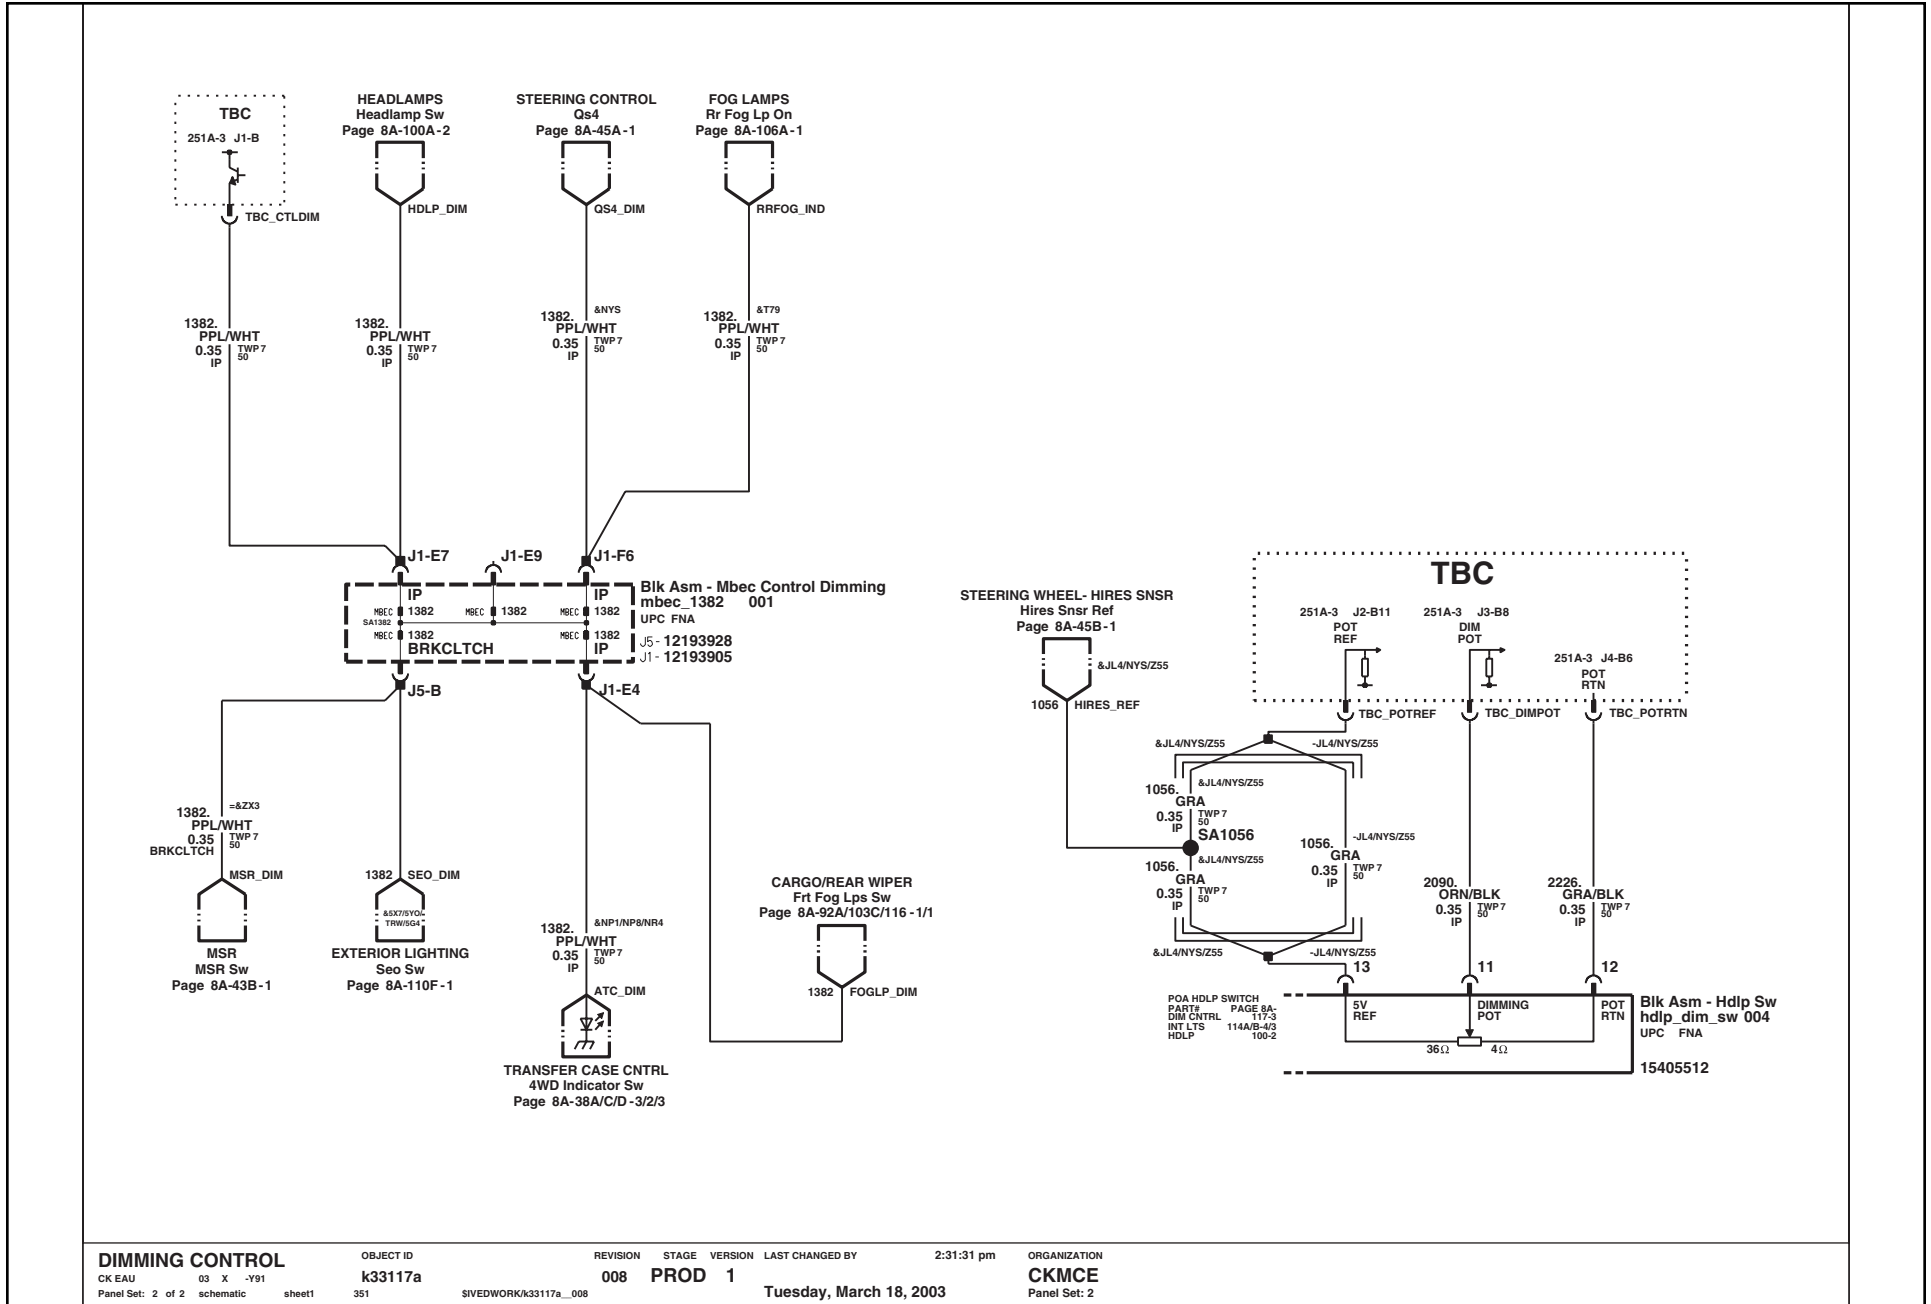 TBC
251A-3 J1-B
TBC_CTLDIM
HEADLAMPS
Headlamp Sw
Page 8A-100A-2
HDLP_DIM
STEERING CONTROL
Qs4
Page 8A-45A-1
QS4_DIM
FOG LAMPS
Rr Fog Lp On
Page 8A-106A-1
RRFOG_IND
1382.
PPL/WHT
0.35 TWP 7
IP 50
1382.
PPL/WHT
0.35 TWP 7
IP 50
1382. &NYS
PPL/WHT
0.35 TWP 7
IP 50
1382. &T79
PPL/WHT
0.35 TWP 7
IP 50
J1-E7
J1-E9
J1-F6
IP
IP
MBEC 1382
MBEC 1382
MBEC 1382
SA1382
MBEC 1382
MBEC 1382
BRKCLTCH
IP
Blk Asm - Mbec Control Dimming
mbec_1382 001
UPC FNA
J5 - 12193928
J1 - 12193905
J5-B
J1-E4
1382. =&ZX3
PPL/WHT
0.35 TWP 7
BRKCLTCH 50
MSR_DIM
MSR
MSR Sw
Page 8A-43B-1
1382 SEO_DIM
&5X7/5YO/-
TRW/5G4
EXTERIOR LIGHTING
Seo Sw
Page 8A-110F-1
1382. &NP1/NP8/NR4
PPL/WHT
0.35 TWP 7
IP 50
ATC_DIM
TRANSFER CASE CNTRL
4WD Indicator Sw
Page 8A-38A/C/D-3/2/3
CARGO/REAR WIPER
Frt Fog Lps Sw
Page 8A-92A/103C/116-1/1
1382 FOGLP_DIM
STEERING WHEEL- HIRES SNSR
Hires Snsr Ref
Page 8A-45B-1
&JL4/NYS/Z55
1056 HIRES_REF
TBC
251A-3 J2-B11
POT
REF
251A-3 J3-B8
DIM
POT
251A-3 J4-B6
POT
RTN
TBC_POTREF
TBC_DIMPOT
TBC_POTRTN
&JL4/NYS/Z55
-JL4/NYS/Z55
&JL4/NYS/Z55
1056.
GRA
0.35 TWP 7
IP 50
SA1056
&JL4/NYS/Z55
1056.
GRA
0.35 TWP 7
IP 50
-JL4/NYS/Z55
1056.
GRA
0.35 TWP 7
IP 50
2090.
ORN/BLK
0.35 TWP 7
IP 50
2226.
GRA/BLK
0.35 TWP 7
IP 50
&JL4/NYS/Z55
-JL4/NYS/Z55
13
11
12
POA HDLP SWITCH
PART# PAGE 8A-
DIM CNTRL 117-3
INT LTS 114A/B-4/3
HDLP 100-2
5V
REF
DIMMING
POT
POT
RTN
36Ω
4Ω
Blk Asm - Hdlp Sw
hdlp_dim_sw 004
UPC FNA
15405512
DIMMING CONTROL
CK EAU 03 X -Y91
Panel Set: 2 of 2 schematic sheet1
OBJECT ID
k33117a
351
$IVEDWORK/k33117a__008
REVISION STAGE VERSION LAST CHANGED BY 2:31:31 pm
008 PROD 1
Tuesday, March 18, 2003
ORGANIZATION
CKMCE
Panel Set: 2